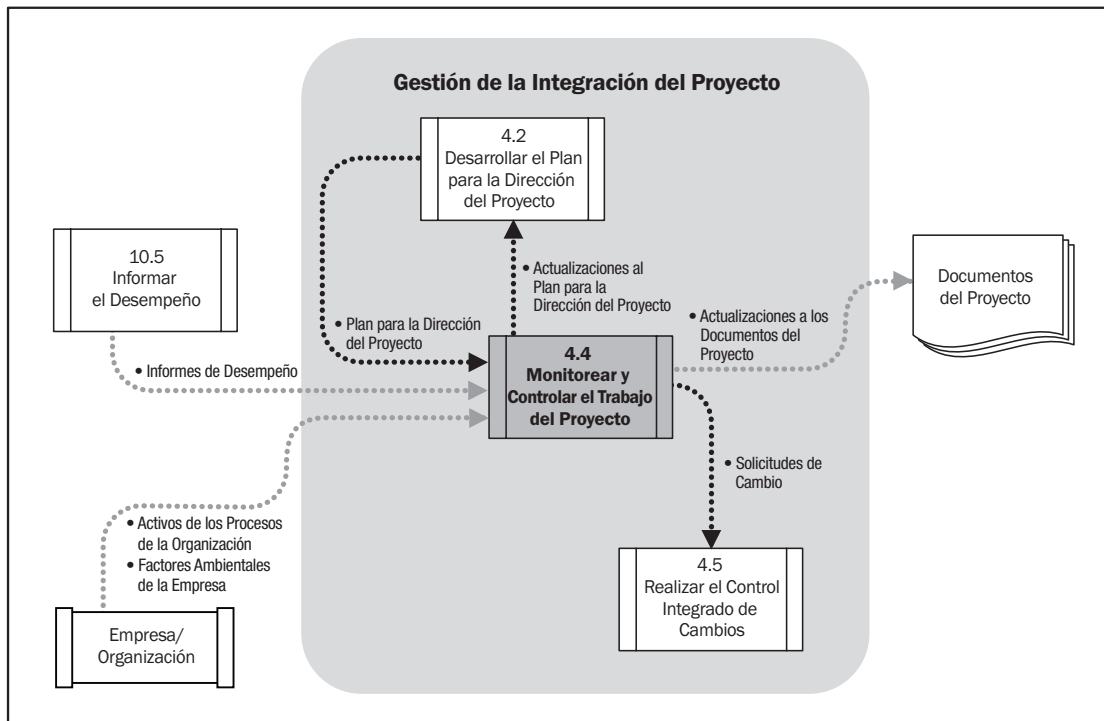 Gestión de la Integración del Proyecto
4.2
Desarrollar el Plan
para la Dirección
del Proyecto
10.5
Informar
el Desempeño
Documentos
del Proyecto
• Actualizaciones al
Plan para la
Dirección del Proyecto
• Actualizaciones a los
Documentos del
Proyecto
• Plan para la Dirección
del Proyecto
• Informes de Desempeño
4.4
Monitorear y
Controlar el Trabajo
del Proyecto
• Solicitudes de
Cambio
• Activos de los Procesos
de la Organización
• Factores Ambientales
de la Empresa
4.5
Realizar el Control
Integrado de
Cambios
Empresa/
Organización